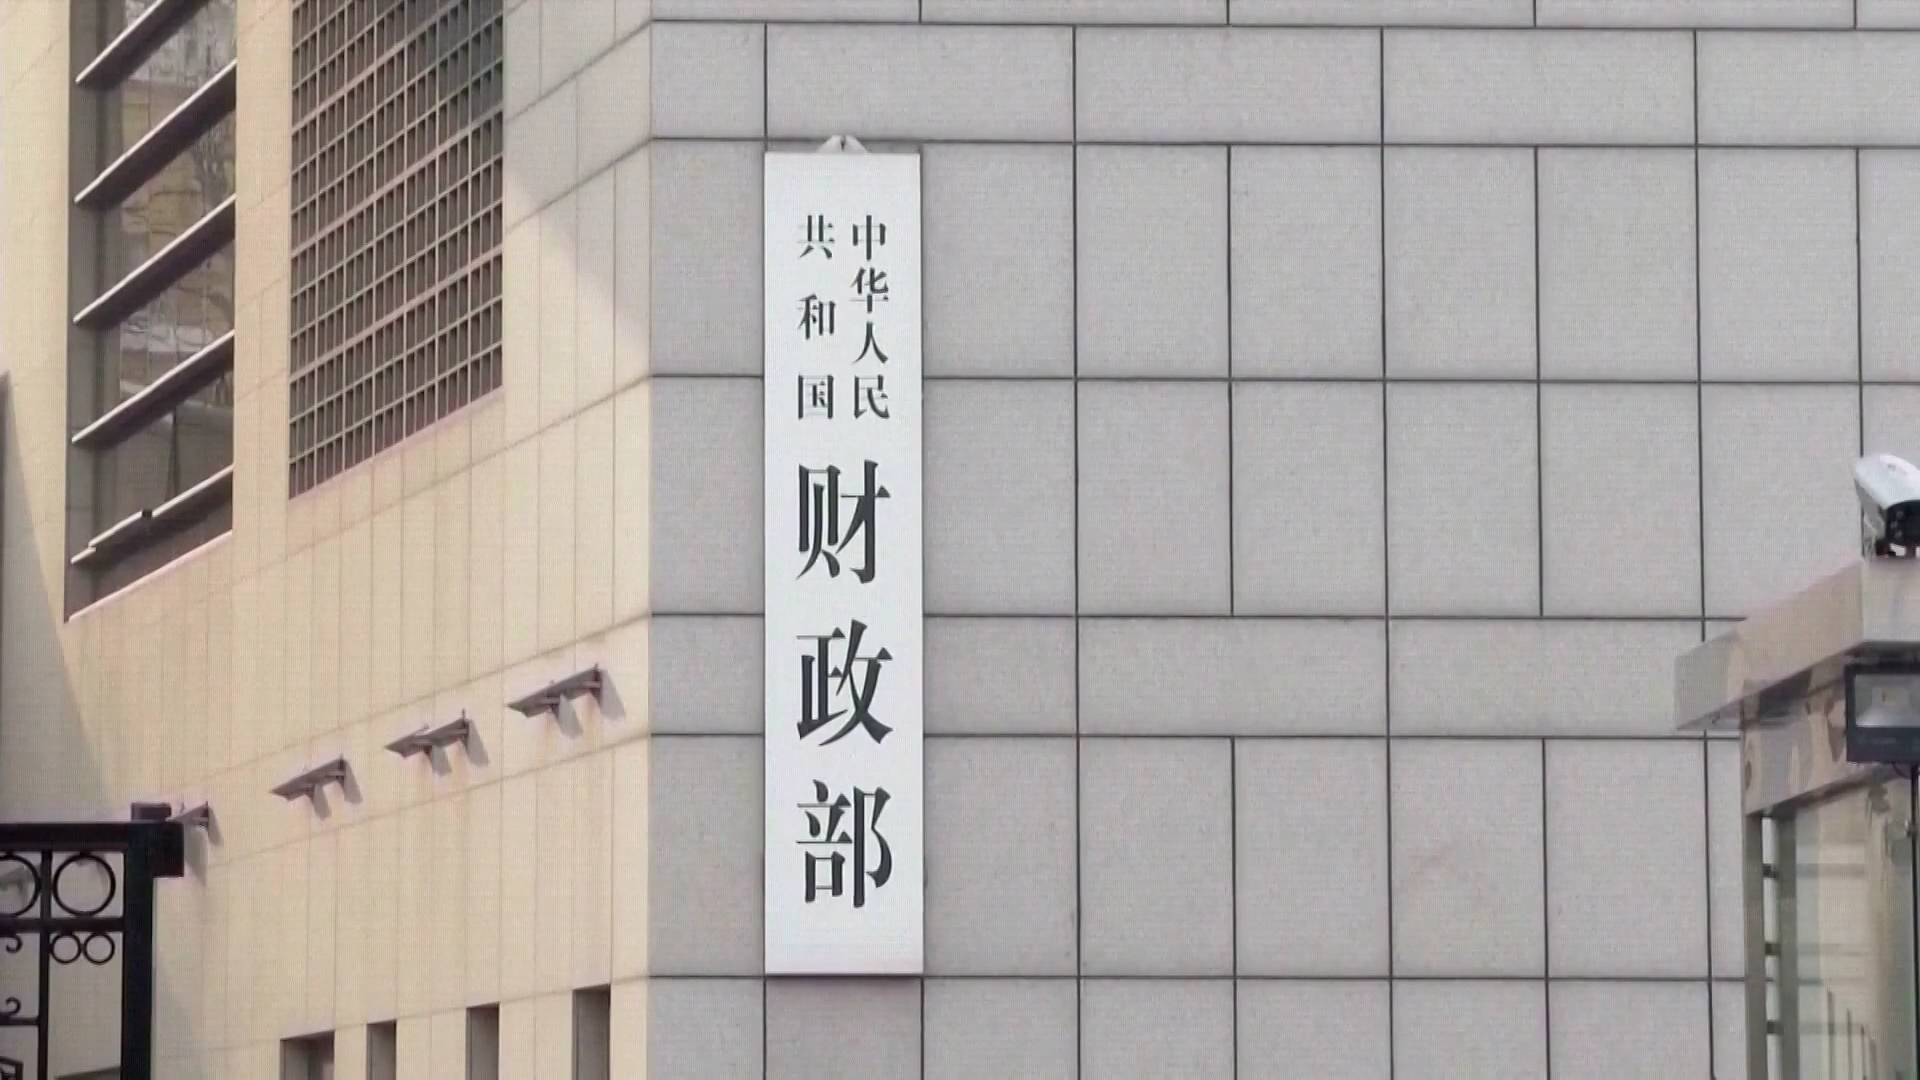 中华人民
共和国
财政部